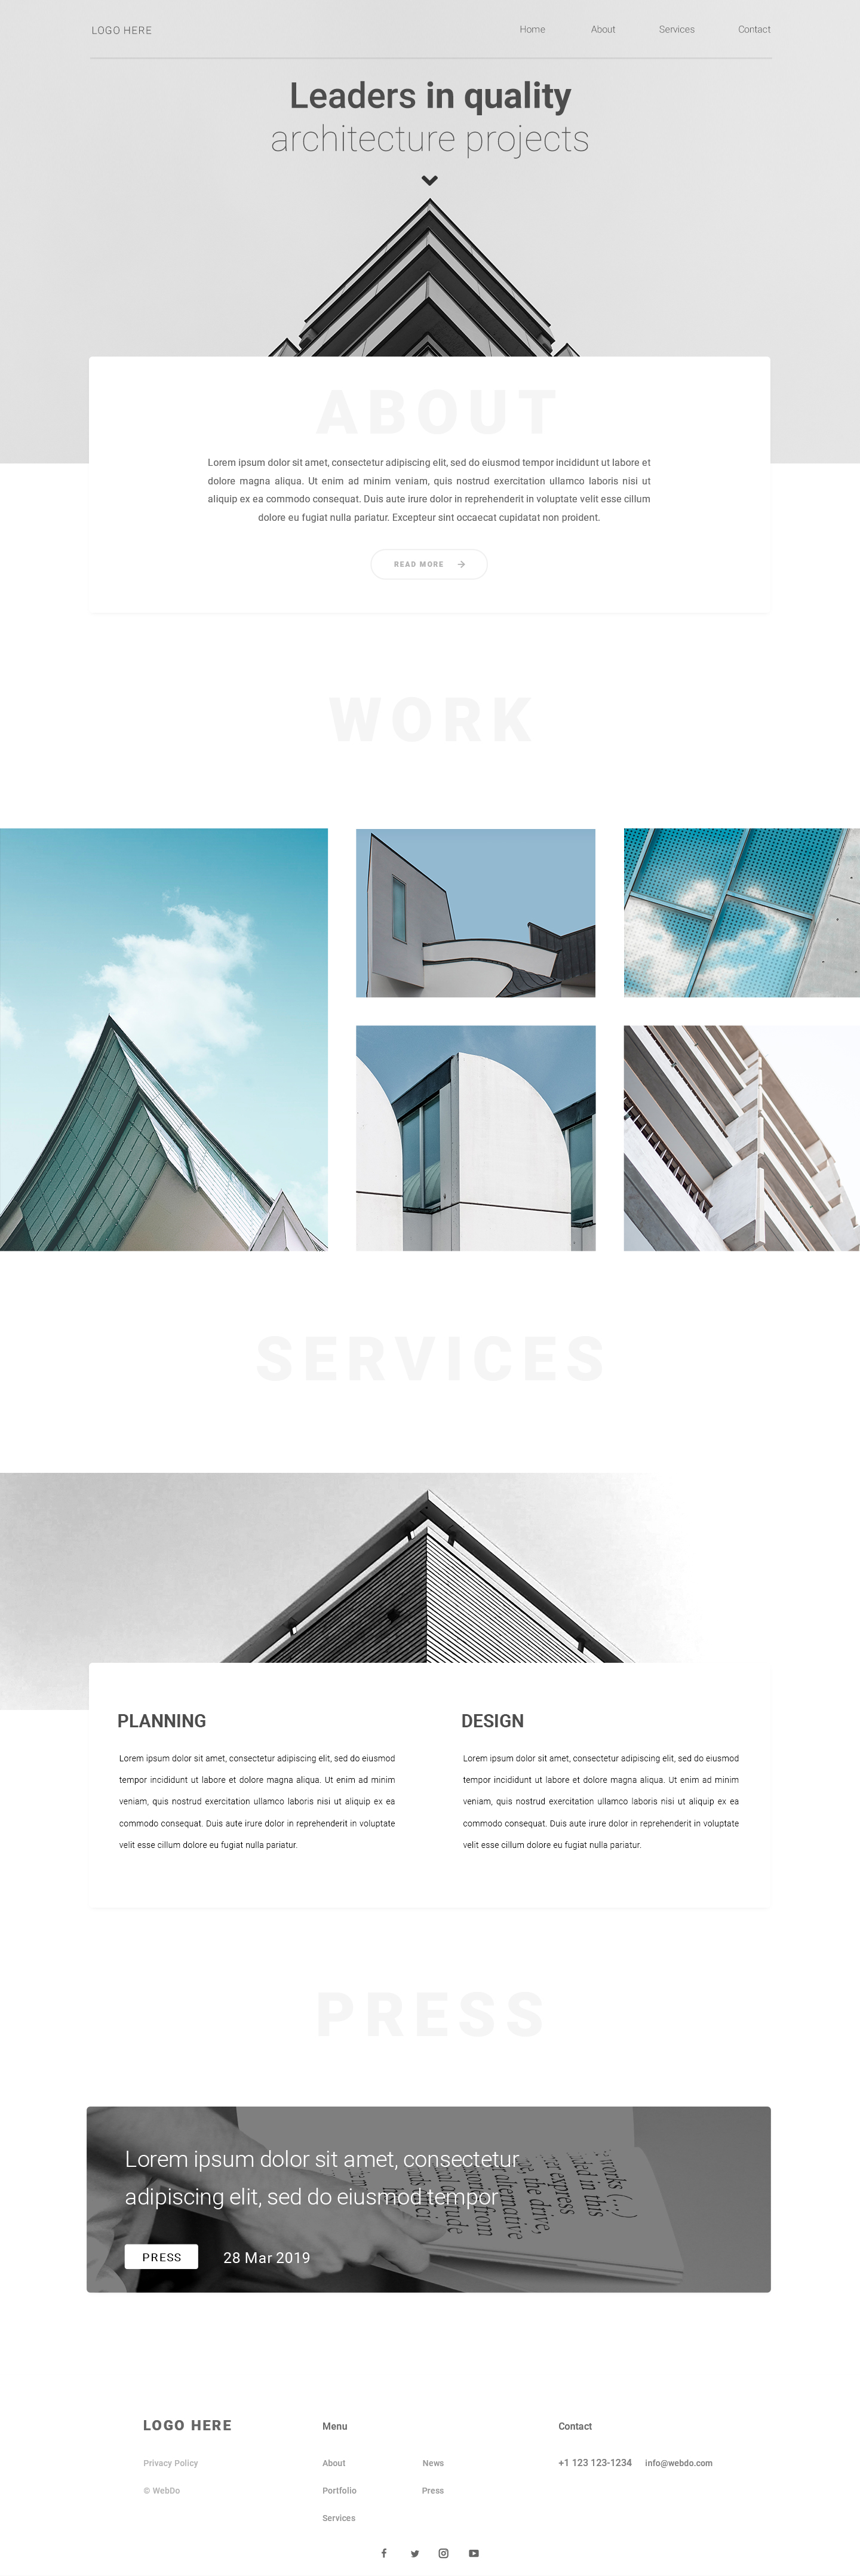 LOGO HERE
Home About Services Contact
Leaders in quality
architecture projects
ABOUT
Lorem ipsum dolor sit amet, consectetur adipiscing elit, sed do eiusmod tempor incididunt ut labore et
dolore magna aliqua. Ut enim ad minim veniam, quis nostrud exercitation ullamco laboris nisi ut
aliquip ex ea commodo consequat. Duis aute irure dolor in reprehenderit in voluptate velit esse cillum
dolore eu fugiat nulla pariatur. Excepteur sint occaecat cupidatat non proident.
READ MORE
WORK
SERVICES
PLANNING
Lorem ipsum dolor sit amet, consectetur adipiscing elit, sed do eiusmod
tempor incididunt ut labore et dolore magna aliqua. Ut enim ad minim
veniam, quis nostrud exercitation ullamco laboris nisi ut aliquip ex ea
commodo consequat. Duis aute irure dolor in reprehenderit in voluptate
velit esse cillum dolore eu fugiat nulla pariatur.
DESIGN
Lorem ipsum dolor sit amet, consectetur adipiscing elit, sed do eiusmod
tempor incididunt ut labore et dolore magna aliqua. Ut enim ad minim
veniam, quis nostrud exercitation ullamco laboris nisi ut aliquip ex ea
commodo consequat. Duis aute irure dolor in reprehenderit in voluptate
velit esse cillum dolore eu fugiat nulla pariatur.
PRESS
Lorem ipsum dolor sit amet, consectetur
adipiscing elit, sed do eiusmod tempor
PRESS
28 Mar 2019
LOGO HERE
Privacy Policy
© WebDo
Menu
About
Portfolio
Services
News
Press
Contact
+1 123 123-1234 info@webdo.com